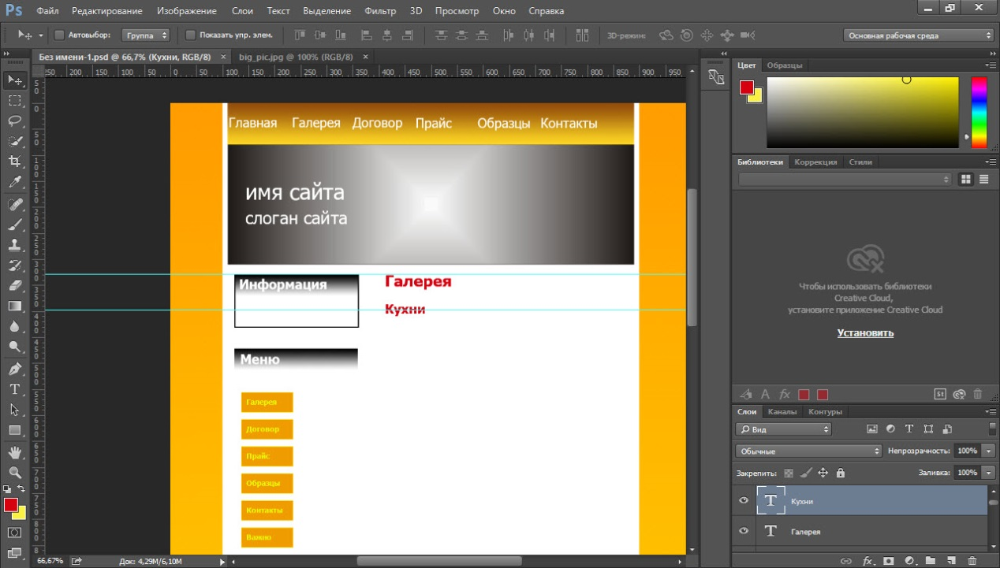 Ps Файл Редактирование Изображение Слои Текст Выделение Фильтр 3D Просмотр Окно Справка
Автовыбор: Группа Показать упр. элем. 3D-режим: Основная рабочая среда
Без имени-1.psd @ 66,7% (Кухни, RGB/8) × big_pic.jpg @ 100% (RGB/8) ×
250 200 150 100 50 0 50 100 150 200 250 300 350 400 450 500 550 600 650 700 750 800 850 900 950
Цвет Образцы
Главная Галерея Договор Прайс Образцы Контакты
имя сайта
слоган сайта
Библиотеки Коррекция Стили
Чтобы использовать библиотеки
Creative Cloud,
установите приложение Creative Cloud
Установить
Информация
Галерея
Кухни
Меню
Галерея
Договор
Прайс
Образцы
Контакты
Важно
St
Слои Каналы Контуры
Вид
Обычные Непрозрачность: 100%
Закрепить: Заливка: 100%
Кухни
Галерея
66,67% Док: 4,29M/6,10M